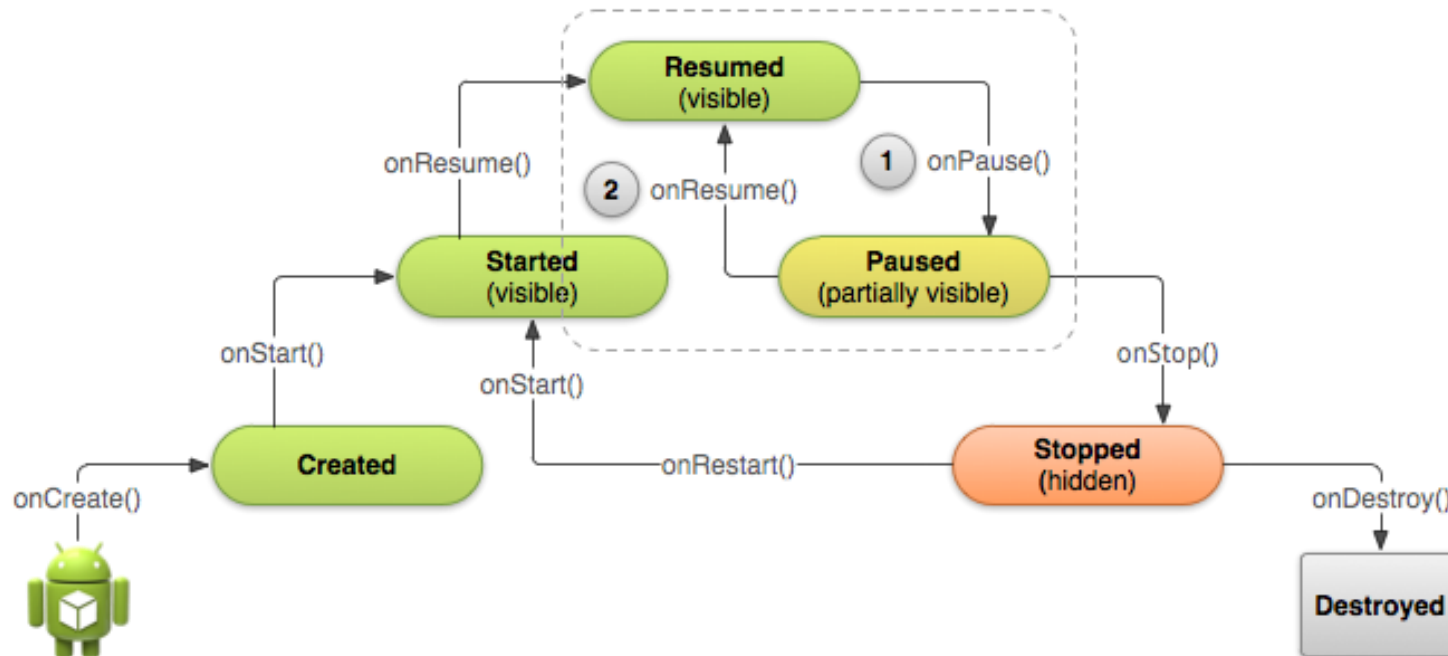 Resumed
(visible)
onResume()
1
onPause()
2
onResume()
Started
(visible)
Paused
(partially visible)
onStart()
onStop()
onStart()
Created
onRestart()
Stopped
(hidden)
onCreate()
onDestroy()
Destroyed